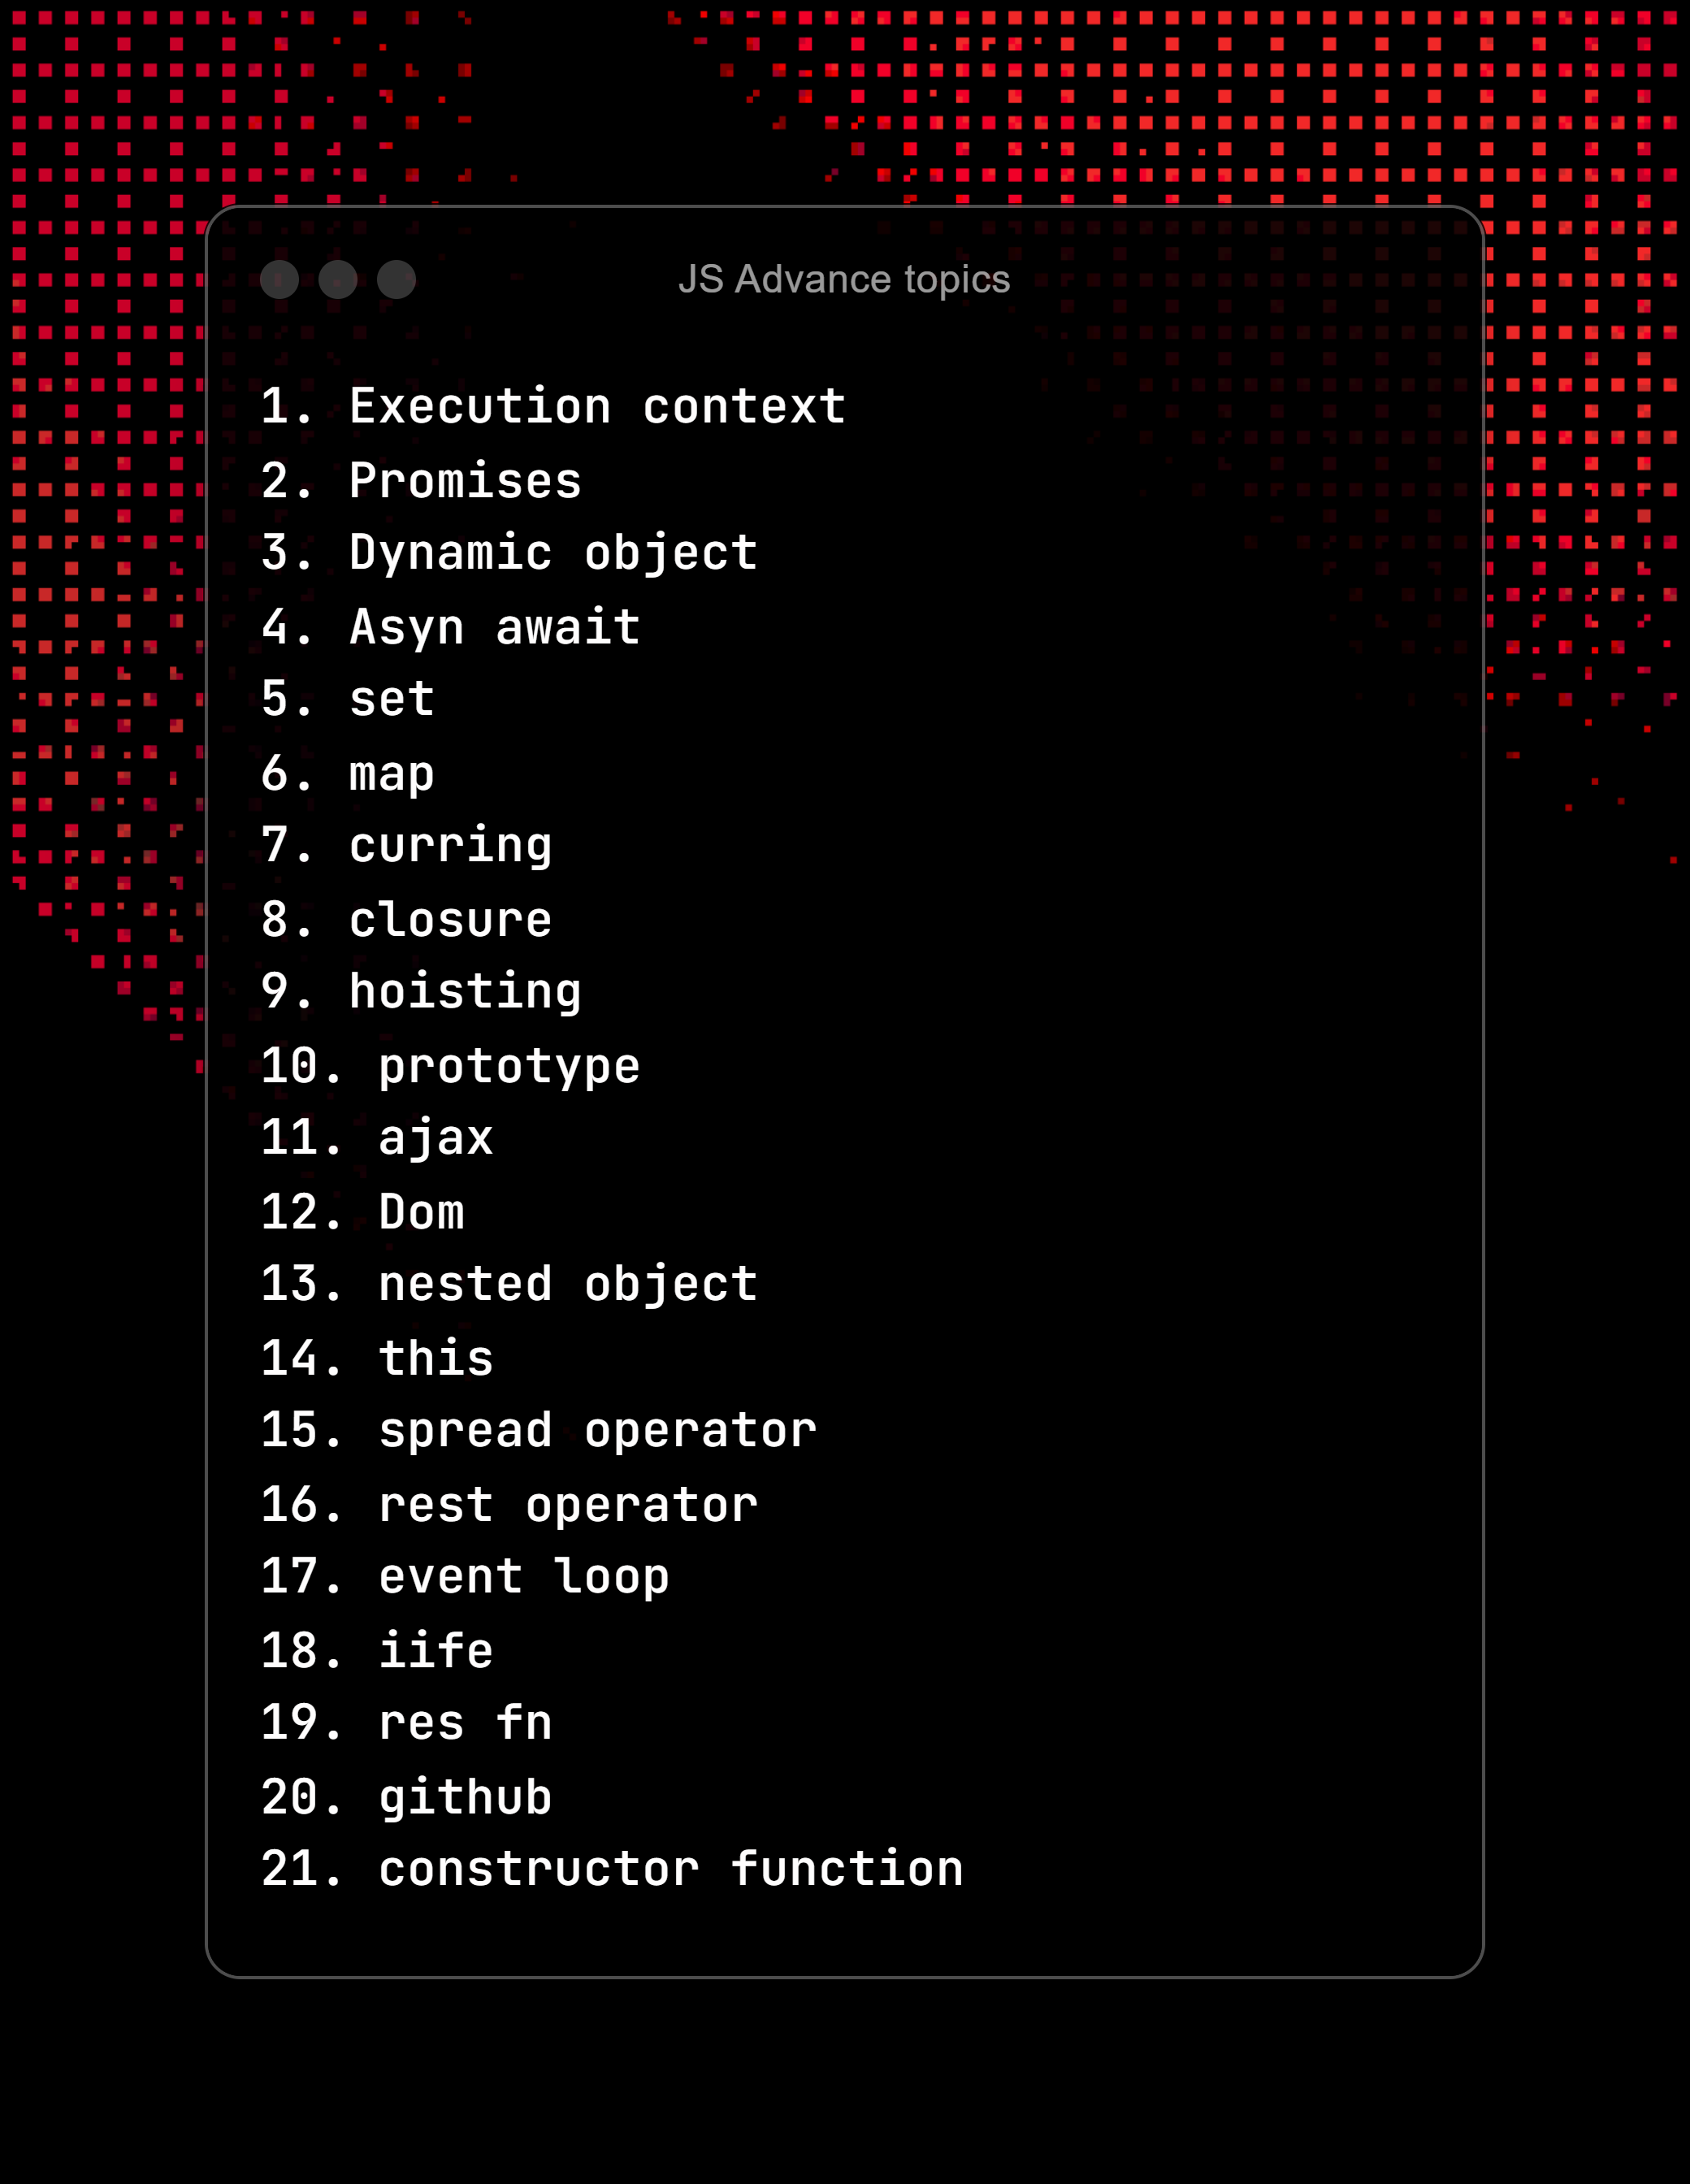 JS Advance topics
1. Execution context
2. Promises
3. Dynamic object
4. Asyn await
5. set
6. map
7. curring
8. closure
9. hoisting
10. prototype
11. ajax
12. Dom
13. nested object
14. this
15. spread operator
16. rest operator
17. event loop
18. iife
19. res fn
20. github
21. constructor function